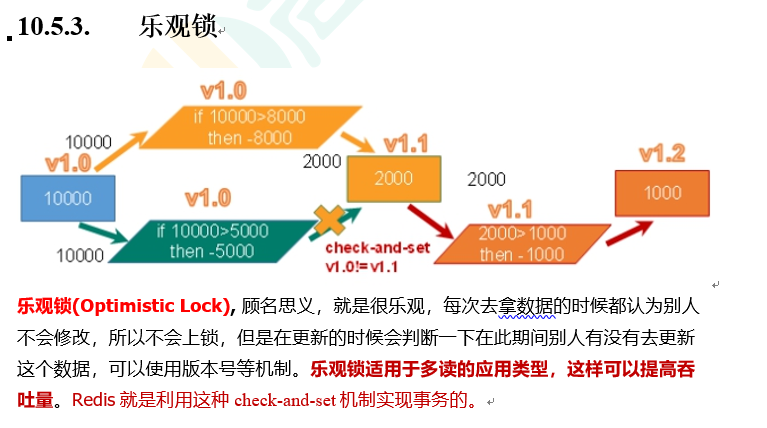 10.5.3. 乐观锁
v1.0
if 10000>8000
then -8000
10000
v1.0
10000
v1.1
2000
2000
2000
v1.2
1000
v1.0
if 10000>5000
then -5000
10000
check-and-set
v1.0!=v1.1
v1.1
2000>1000
then -1000
乐观锁(Optimistic Lock), 顾名思义，就是很乐观，每次去拿数据的时候都认为别人
不会修改，所以不会上锁，但是在更新的时候会判断一下在此期间别人有没有去更新
这个数据，可以使用版本号等机制。乐观锁适用于多读的应用类型，这样可以提高吞
吐量。Redis 就是利用这种 check-and-set 机制实现事务的。